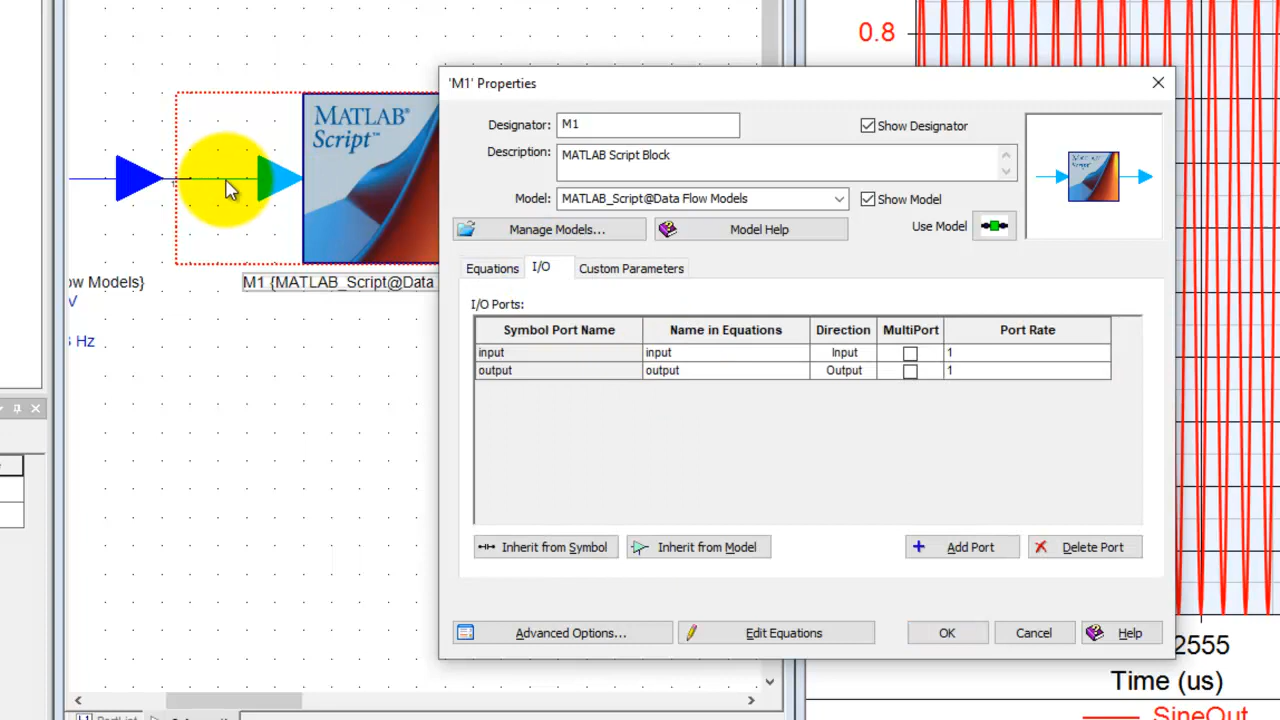 0.8
'M1' Properties
Designator:
M1
Show Designator
Description:
MATLAB Script Block
Model:
MATLAB_Script@Data Flow Models
Show Model
Manage Models...
Model Help
Use Model
MATLAB®
Script™
ow Models}
V
Hz
M1 {MATLAB_Script@Data
Equations
I/O
Custom Parameters
I/O Ports:
Symbol Port Name
Name in Equations
Direction
MultiPort
Port Rate
input
input
Input
1
output
output
Output
1
Inherit from Symbol
Inherit from Model
Add Port
Delete Port
Advanced Options...
Edit Equations
OK
Cancel
Help
2555
Time (us)
SineOut
PartList